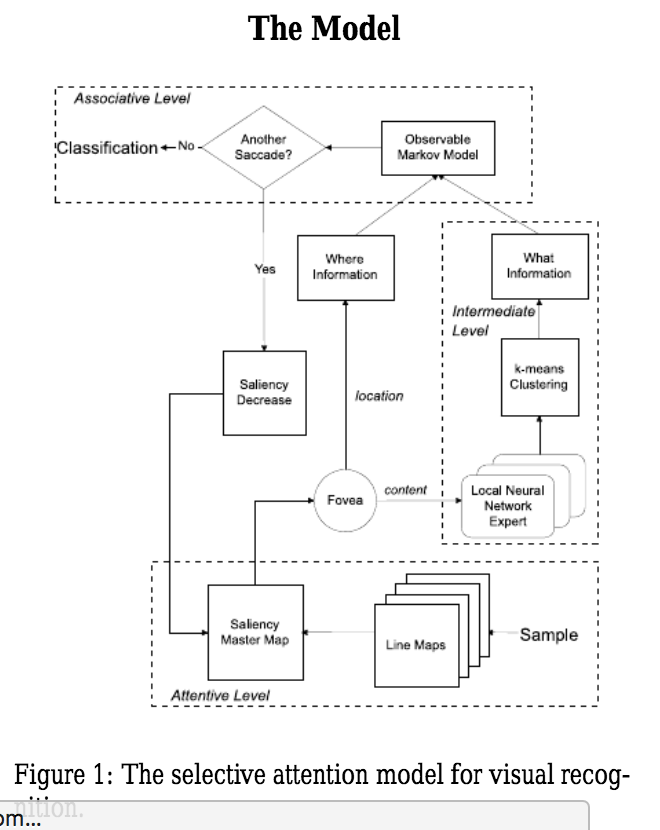 The Model
Associative Level
Classification
No
Another
Saccade?
Observable
Markov Model
Yes
Where
Information
What
Information
Intermediate
Level
k-means
Clustering
Saliency
Decrease
location
Fovea
content
Local Neural
Network
Expert
Saliency
Master Map
Line Maps
Sample
Attentive Level
Figure 1: The selective attention model for visual recog-
nition.
om...